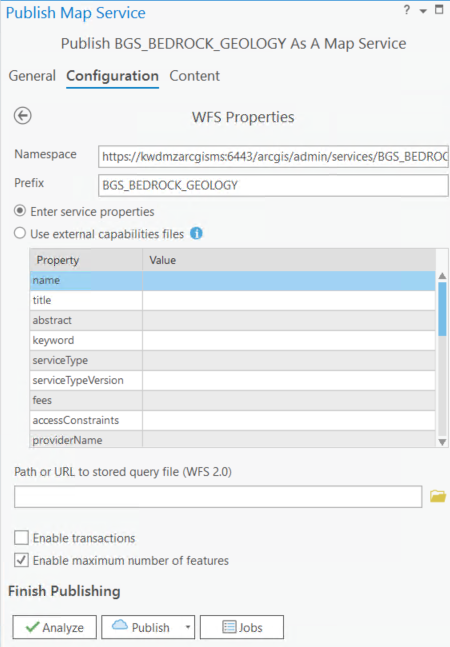 Publish Map Service
?
Publish BGS_BEDROCK_GEOLOGY As A Map Service
General Configuration Content
WFS Properties
Namespace https://kwdmzarcgisms:6443/arcgis/admin/services/BGS_BEDROC
Prefix BGS_BEDROCK_GEOLOGY
Enter service properties
Use external capabilities files
Property Value
name
title
abstract
keyword
serviceType
serviceTypeVersion
fees
accessConstraints
providerName
Path or URL to stored query file (WFS 2.0)
Enable transactions
Enable maximum number of features
Finish Publishing
Analyze Publish Jobs